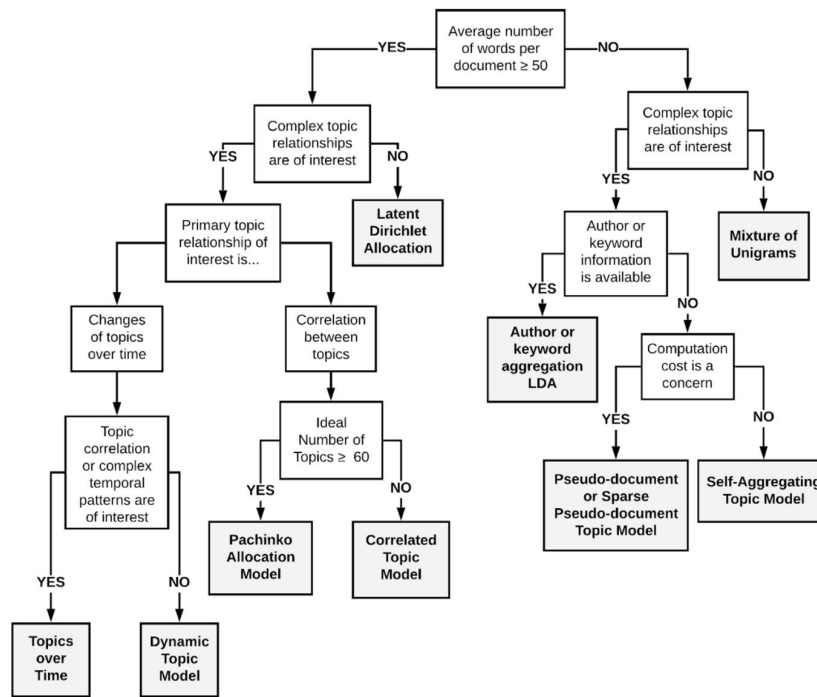 Average number
of words per
document ≥ 50
YES
NO
Complex topic
relationships
are of interest
YES
NO
Complex topic
relationships
are of interest
YES
NO
Latent
Dirichlet
Allocation
Primary topic
relationship of
interest is...
Author or
keyword
information
is available
Mixture of
Unigrams
YES
NO
Changes
of topics
over time
Correlation
between
topics
Author or
keyword
aggregation
LDA
Computation
cost is a
concern
YES
NO
Topic
correlation
or complex
temporal
patterns are
of interest
Ideal
Number of
Topics ≥ 60
YES
NO
Pseudo-document
or Sparse
Pseudo-document
Topic Model
Self-Aggregating
Topic Model
Pachinko
Allocation
Model
Correlated
Topic
Model
YES
NO
Topics
over
Time
Dynamic
Topic
Model